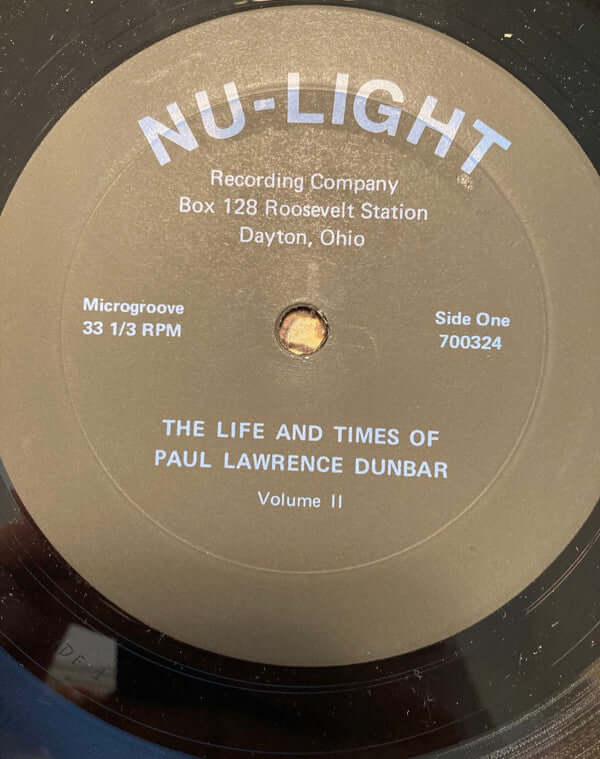 NU-LIGHT
Recording Company
Box 128 Roosevelt Station
Dayton, Ohio
Microgroove
33 1/3 RPM
Side One
700324
THE LIFE AND TIMES OF
PAUL LAWRENCE DUNBAR
Volume II